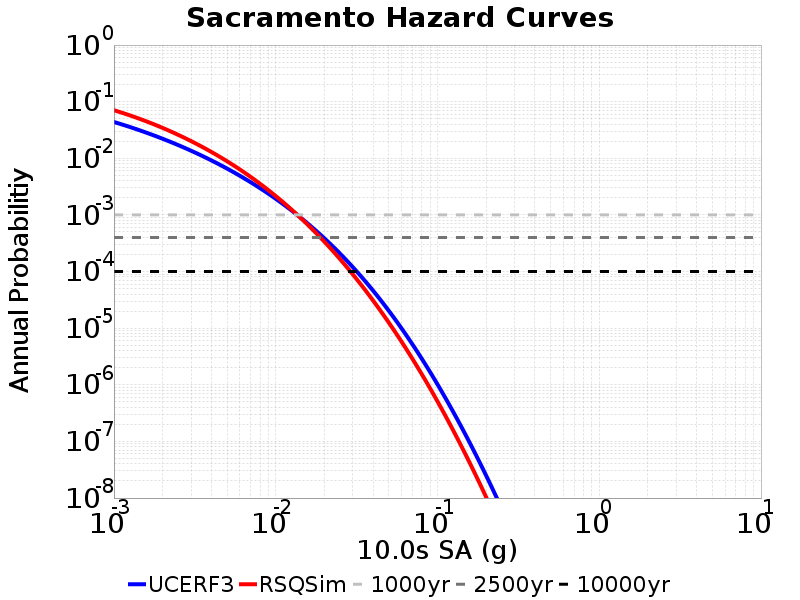 Sacramento Hazard Curves
Annual Probabilitiy
10^0
10^-1
10^-2
10^-3
10^-4
10^-5
10^-6
10^-7
10^-8
10^-3 10^-2 10^-1 10^0 10^1
10.0s SA (g)
UCERF3 RSQSim 1000yr 2500yr 10000yr